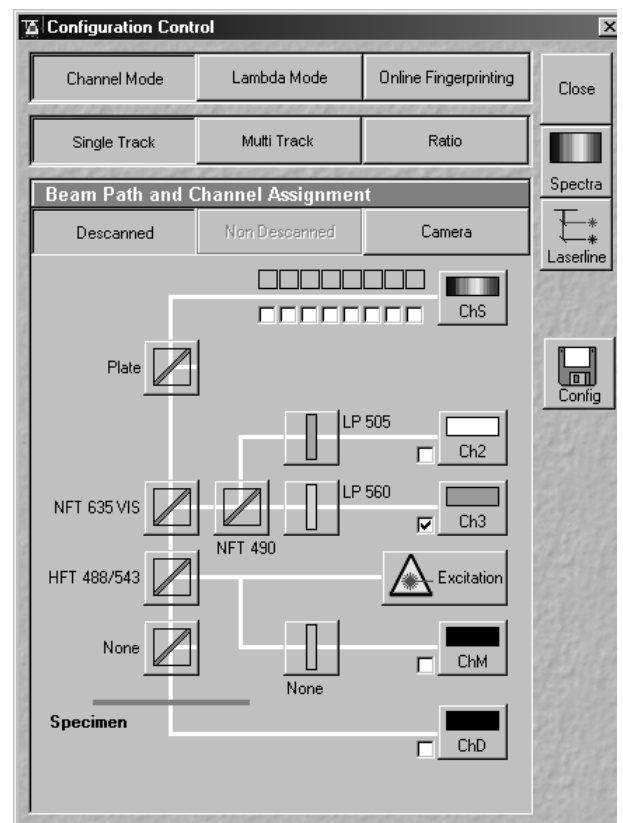 Configuration Control
Channel Mode
Lambda Mode
Online Fingerprinting
Close
Single Track
Multi Track
Ratio
Spectra
Beam Path and Channel Assignment
Descanned
Non Descanned
Camera
Laserline
ChS
Plate
Config
LP 505
Ch2
LP 560
NFT 635 VIS
Ch3
NFT 490
HFT 488/543
Excitation
None
ChM
None
Specimen
ChD